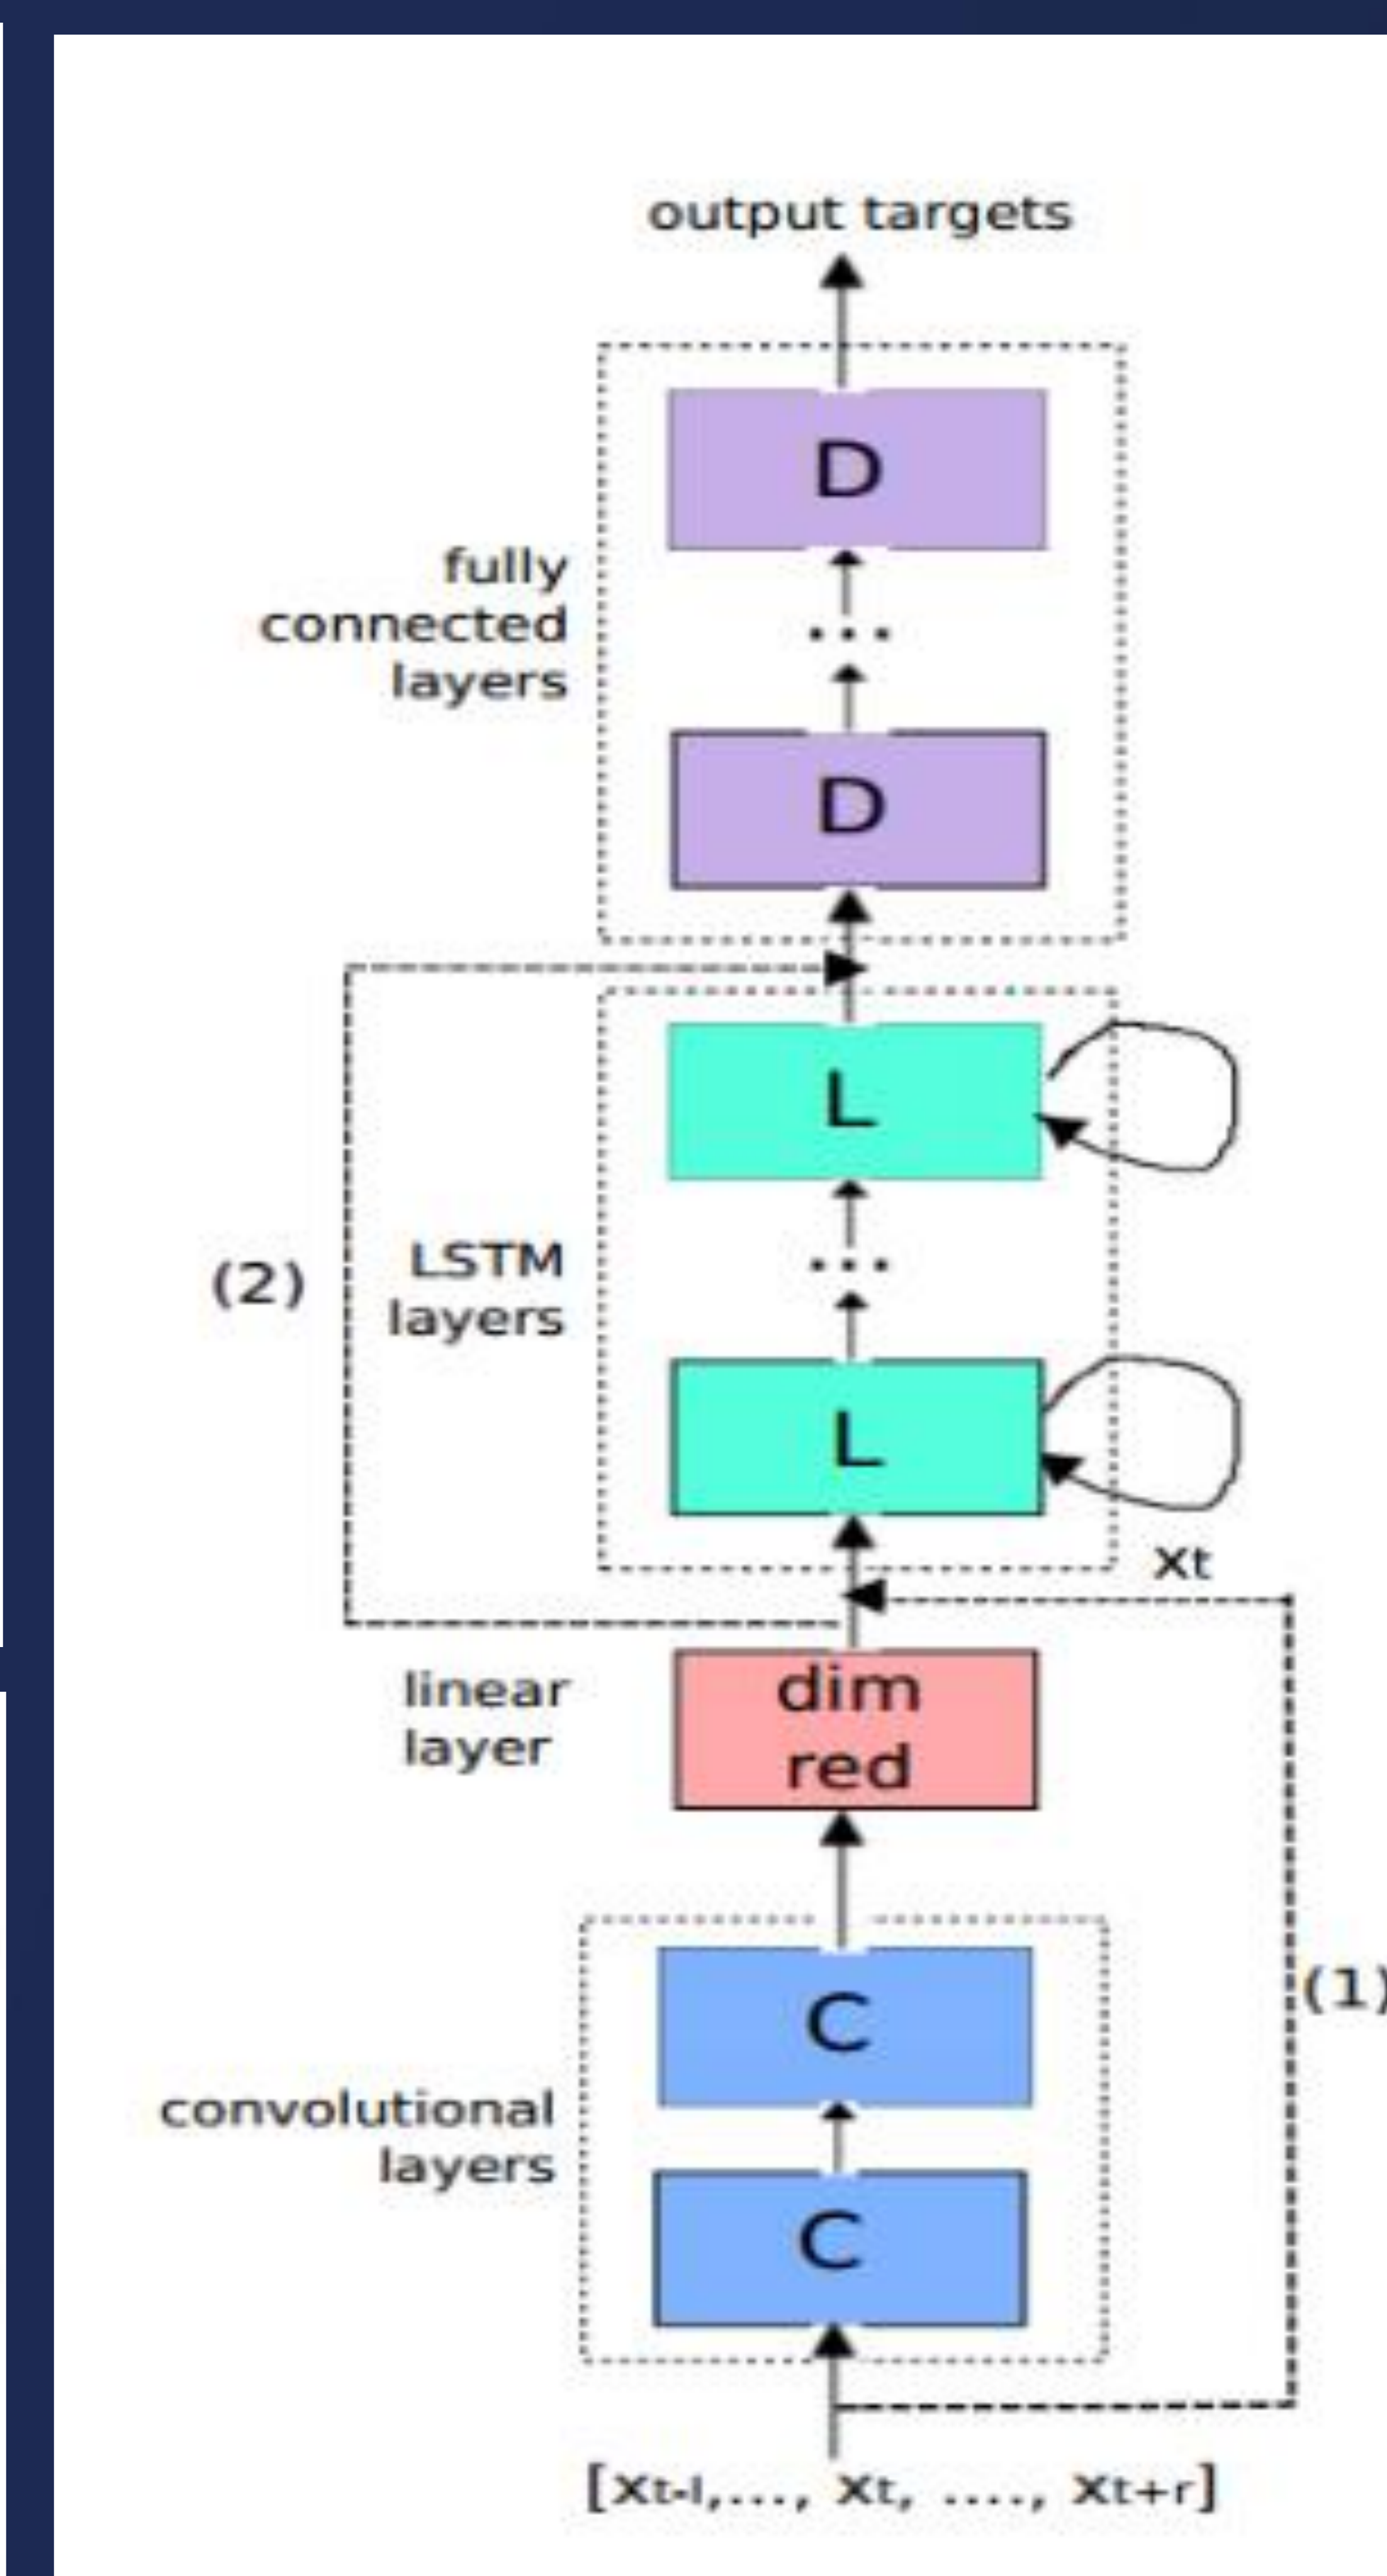 output targets
D
fully
connected
layers
...
D
L
(2)
LSTM
layers
...
L
xt
linear
layer
dim
red
C
(1)
convolutional
layers
C
[xt-l,..., xt, ...., xt+r]